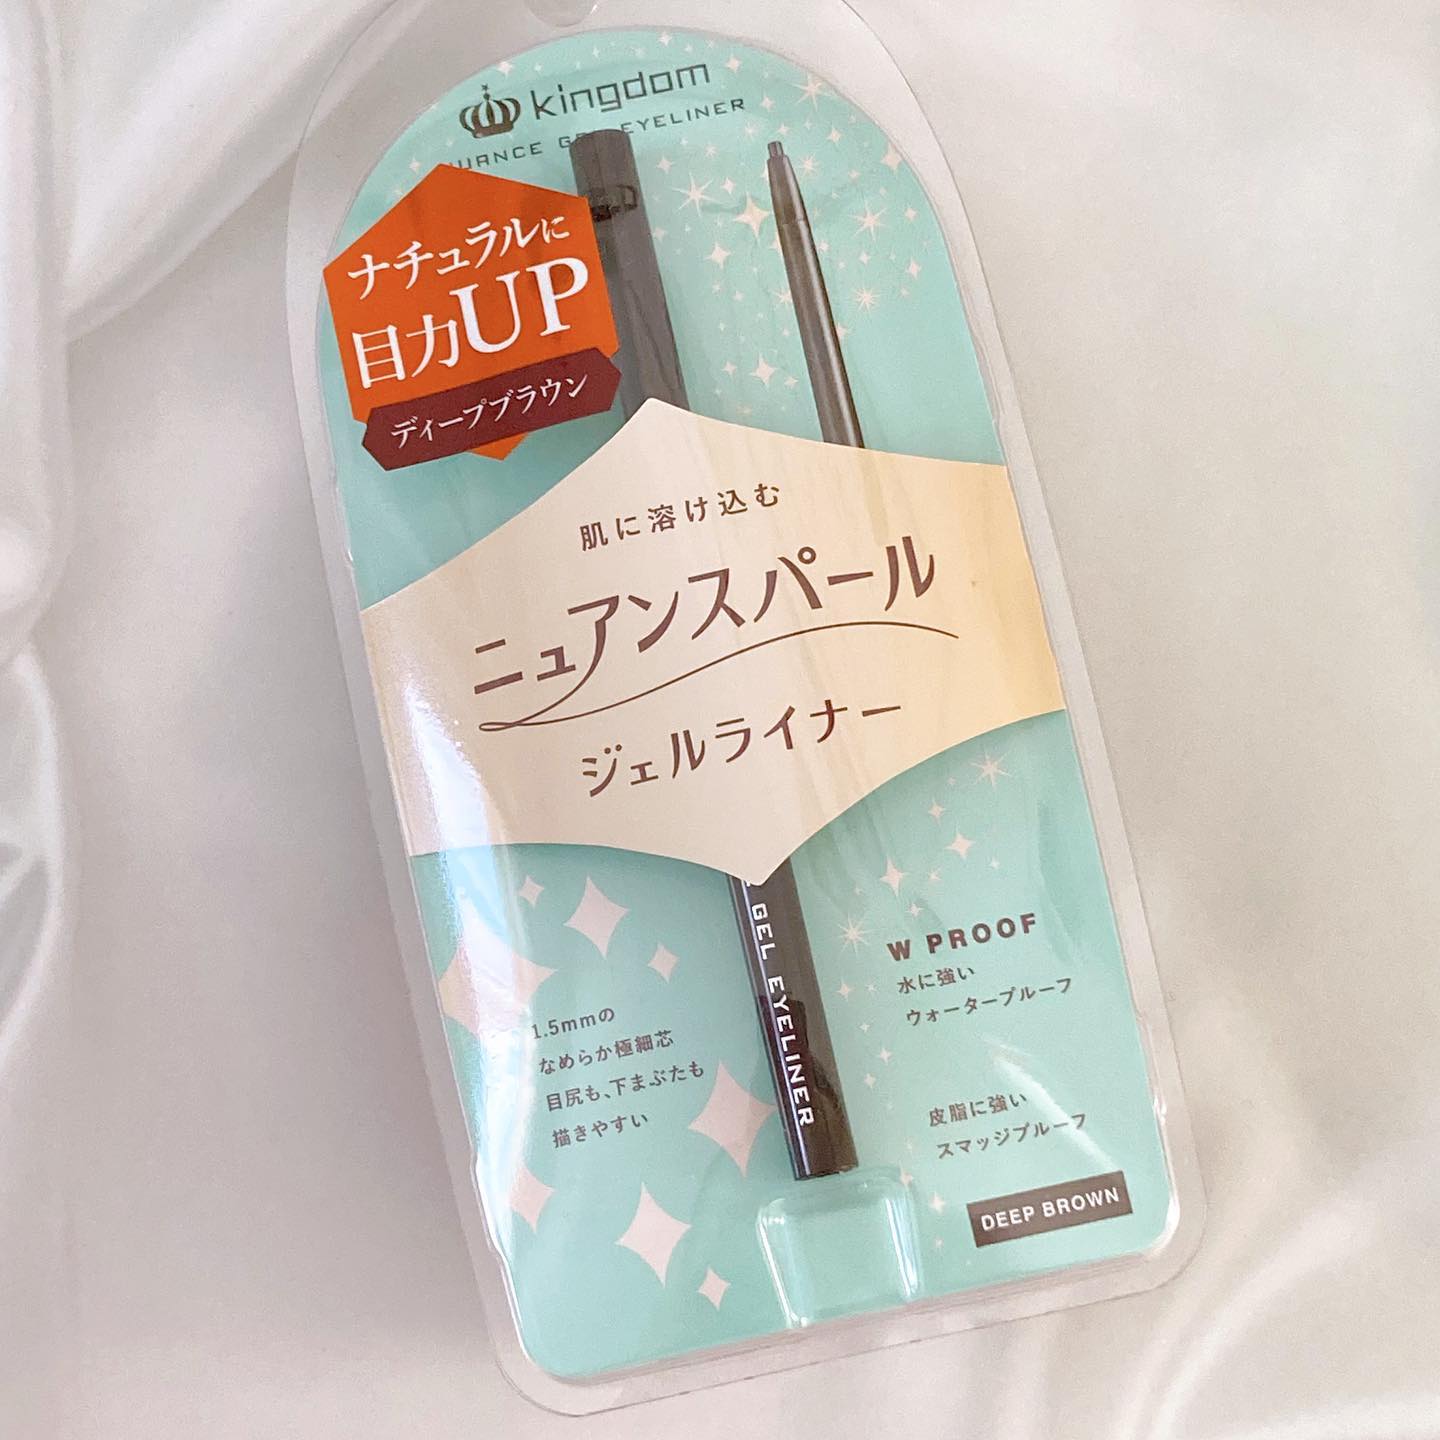 kingdom
GEL EYELINER
ナチュラルに
目力UP
ディープブラウン
肌に溶け込む
ニュアンスパール
ジェルライナー
GEL EYELINER
1.5mmの
なめらか極細芯
目尻も、下まぶたも
描きやすい
W PROOF
水に強い
ウォータープルーフ
皮脂に強い
スマッジプルーフ
DEEP BROWN